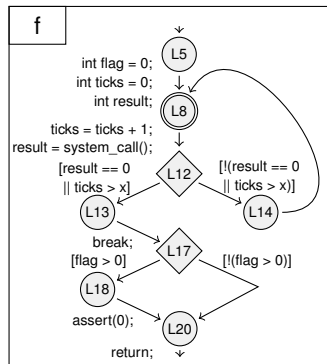 f
L5
int flag = 0;
int ticks = 0;
int result;
L8
ticks = ticks + 1;
result = system_call();
L12
[result == 0
|| ticks > x]
[!(result == 0
|| ticks > x)]
L13
L14
break;
L17
[flag > 0]
[!(flag > 0)]
L18
assert(0);
L20
return;